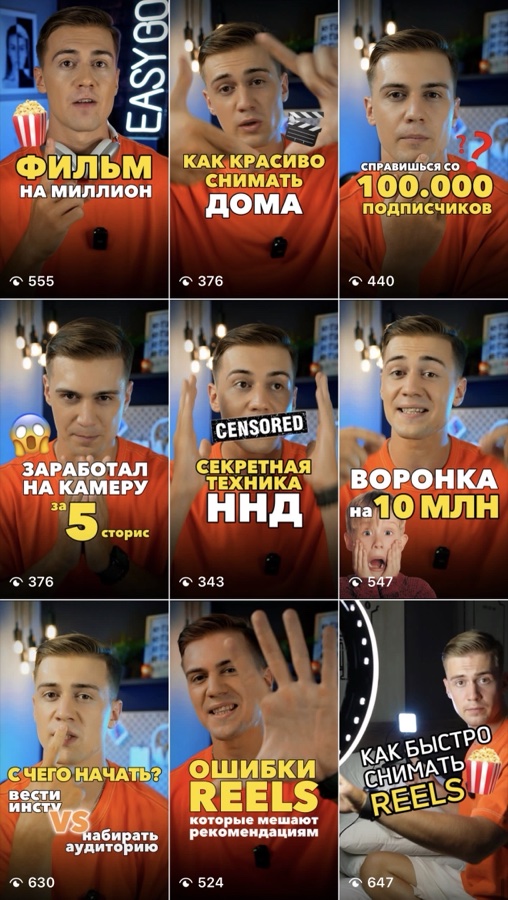 EASY GO
ФИЛЬМ
НА МИЛЛИОН
555
КАК КРАСИВО
СНИМАТЬ
ДОМА
376
СПРАВИШЬСЯ СО
100.000
ПОДПИСЧИКОВ
440
ЗАРАБОТАЛ
НА КАМЕРУ
за 5 сторис
376
CENSORED
СЕКРЕТНАЯ
ТЕХНИКА
ННД
343
ВОРОНКА
на 10 МЛН
547
С ЧЕГО НАЧАТЬ?
вести
инсту
VS
набирать
аудиторию
630
ОШИБКИ
REELS
которые мешают
рекомендациям
524
КАК БЫСТРО
СНИМАТЬ
REELS
647